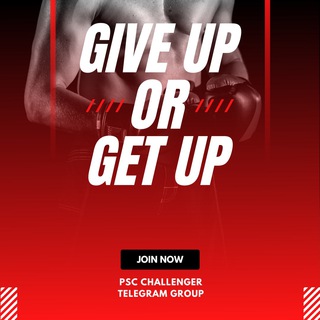 GIVE UP
OR
GET UP
JOIN NOW
PSC CHALLENGER
TELEGRAM GROUP